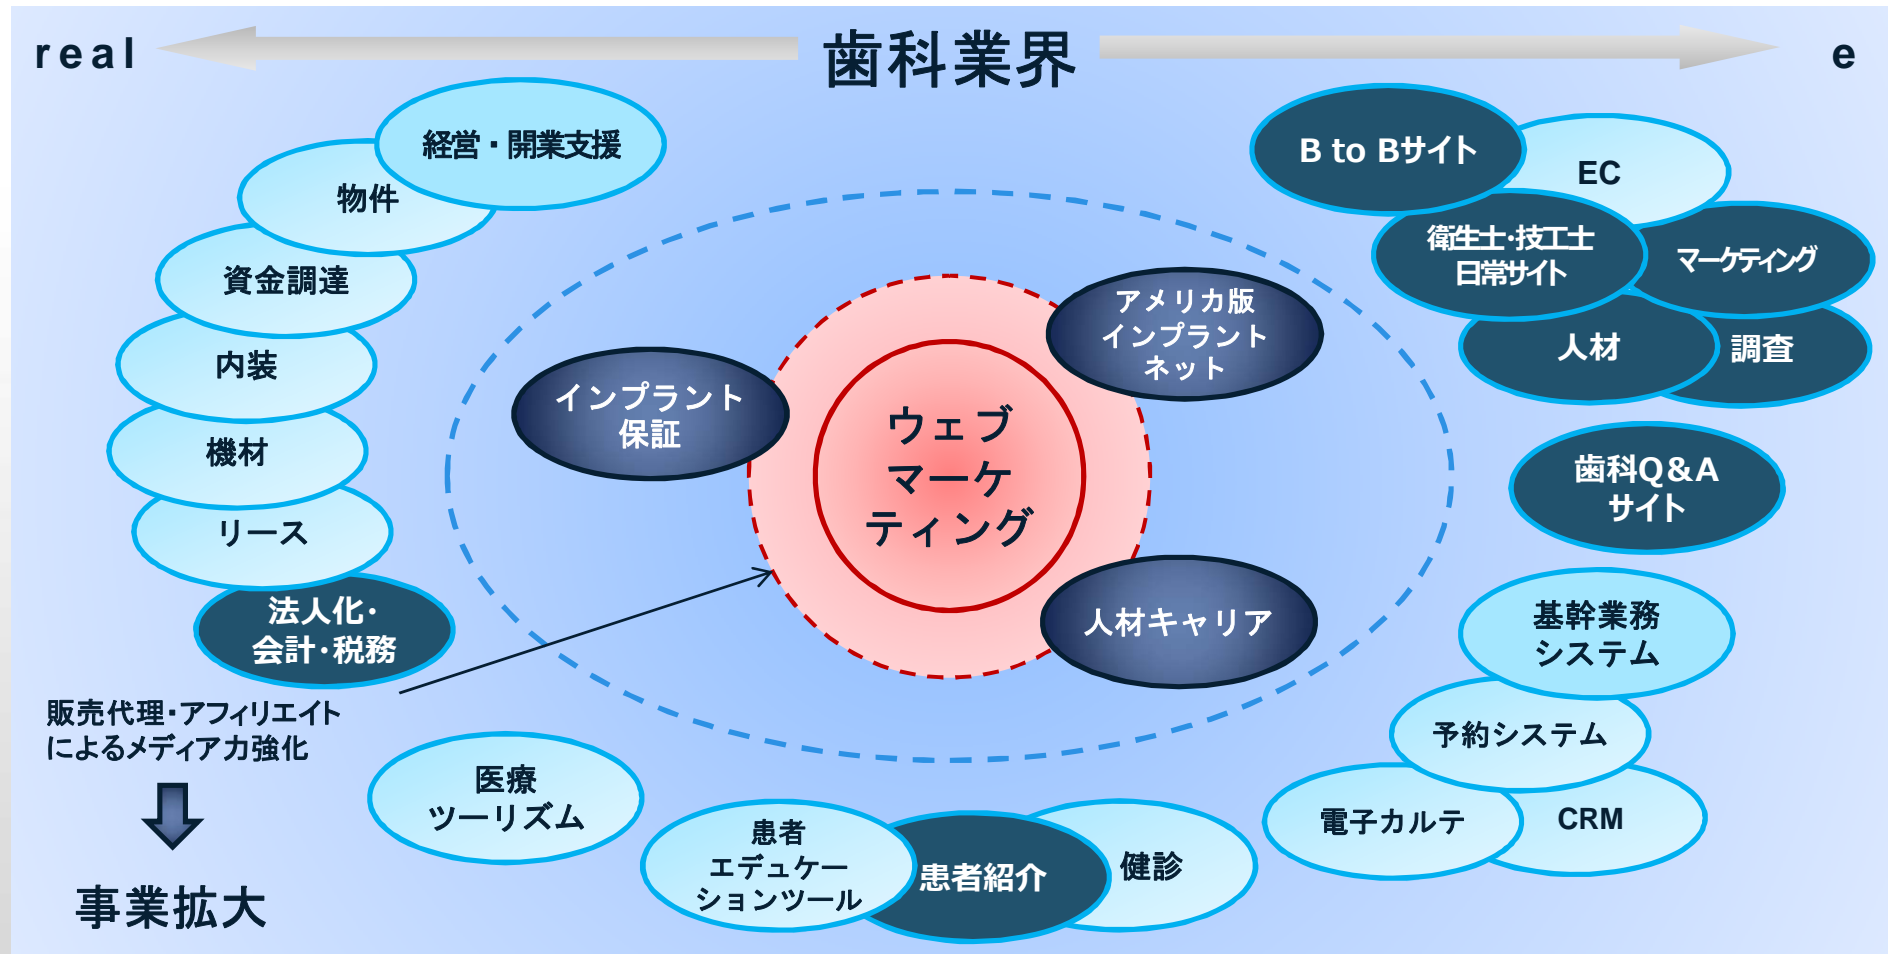 real
歯科業界
e
経営・開業支援
物件
資金調達
内装
機材
リース
法人化・
会計・税務
販売代理・アフィリエイト
によるメディア力強化
事業拡大
インプラント
保証
アメリカ版
インプラント
ネット
ウェブ
マーケ
ティング
人材キャリア
B to Bサイト
EC
衛生士・技工士
日常サイト
マーケティング
人材
調査
歯科Q&A
サイト
基幹業務
システム
予約システム
電子カルテ
CRM
医療
ツーリズム
患者
エデュケー
ションツール
患者紹介
健診